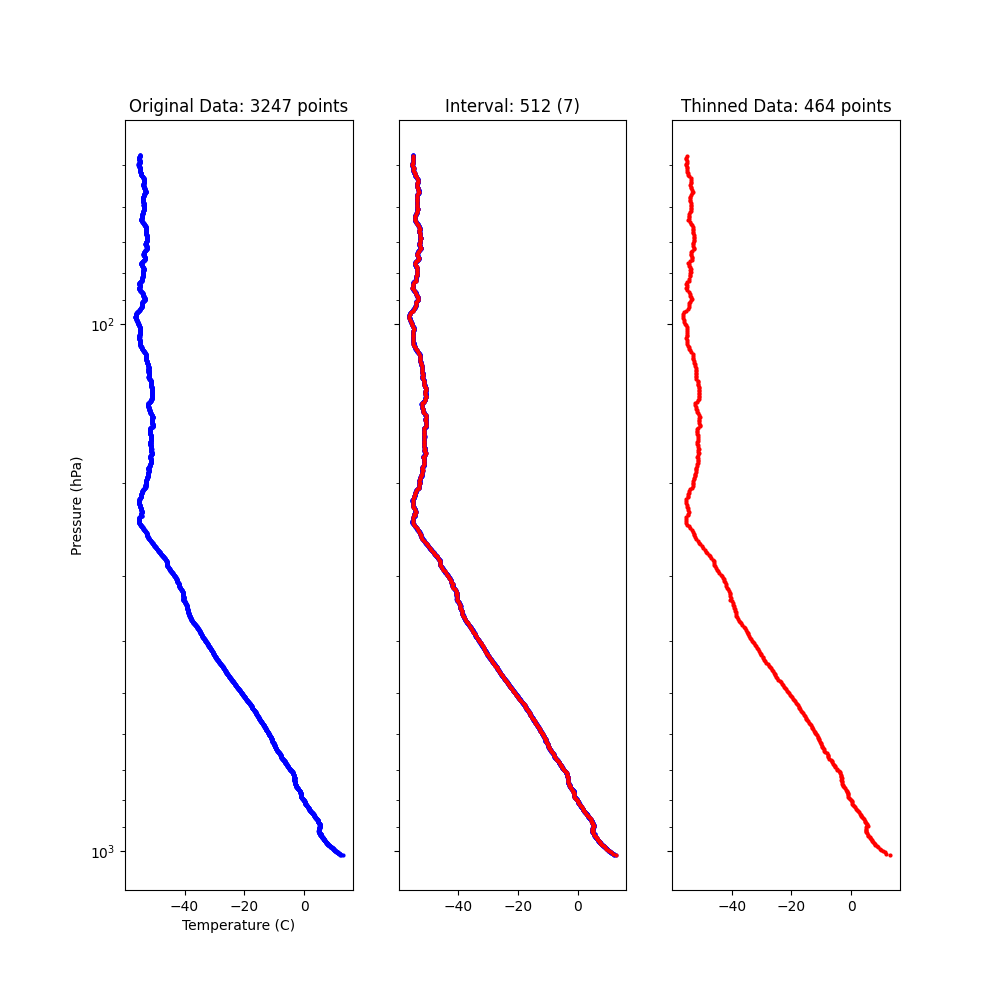 Original Data: 3247 points
Interval: 512 (7)
Thinned Data: 464 points
Pressure (hPa)
10²
10³
−40 −20 0
−40 −20 0
−40 −20 0
Temperature (C)